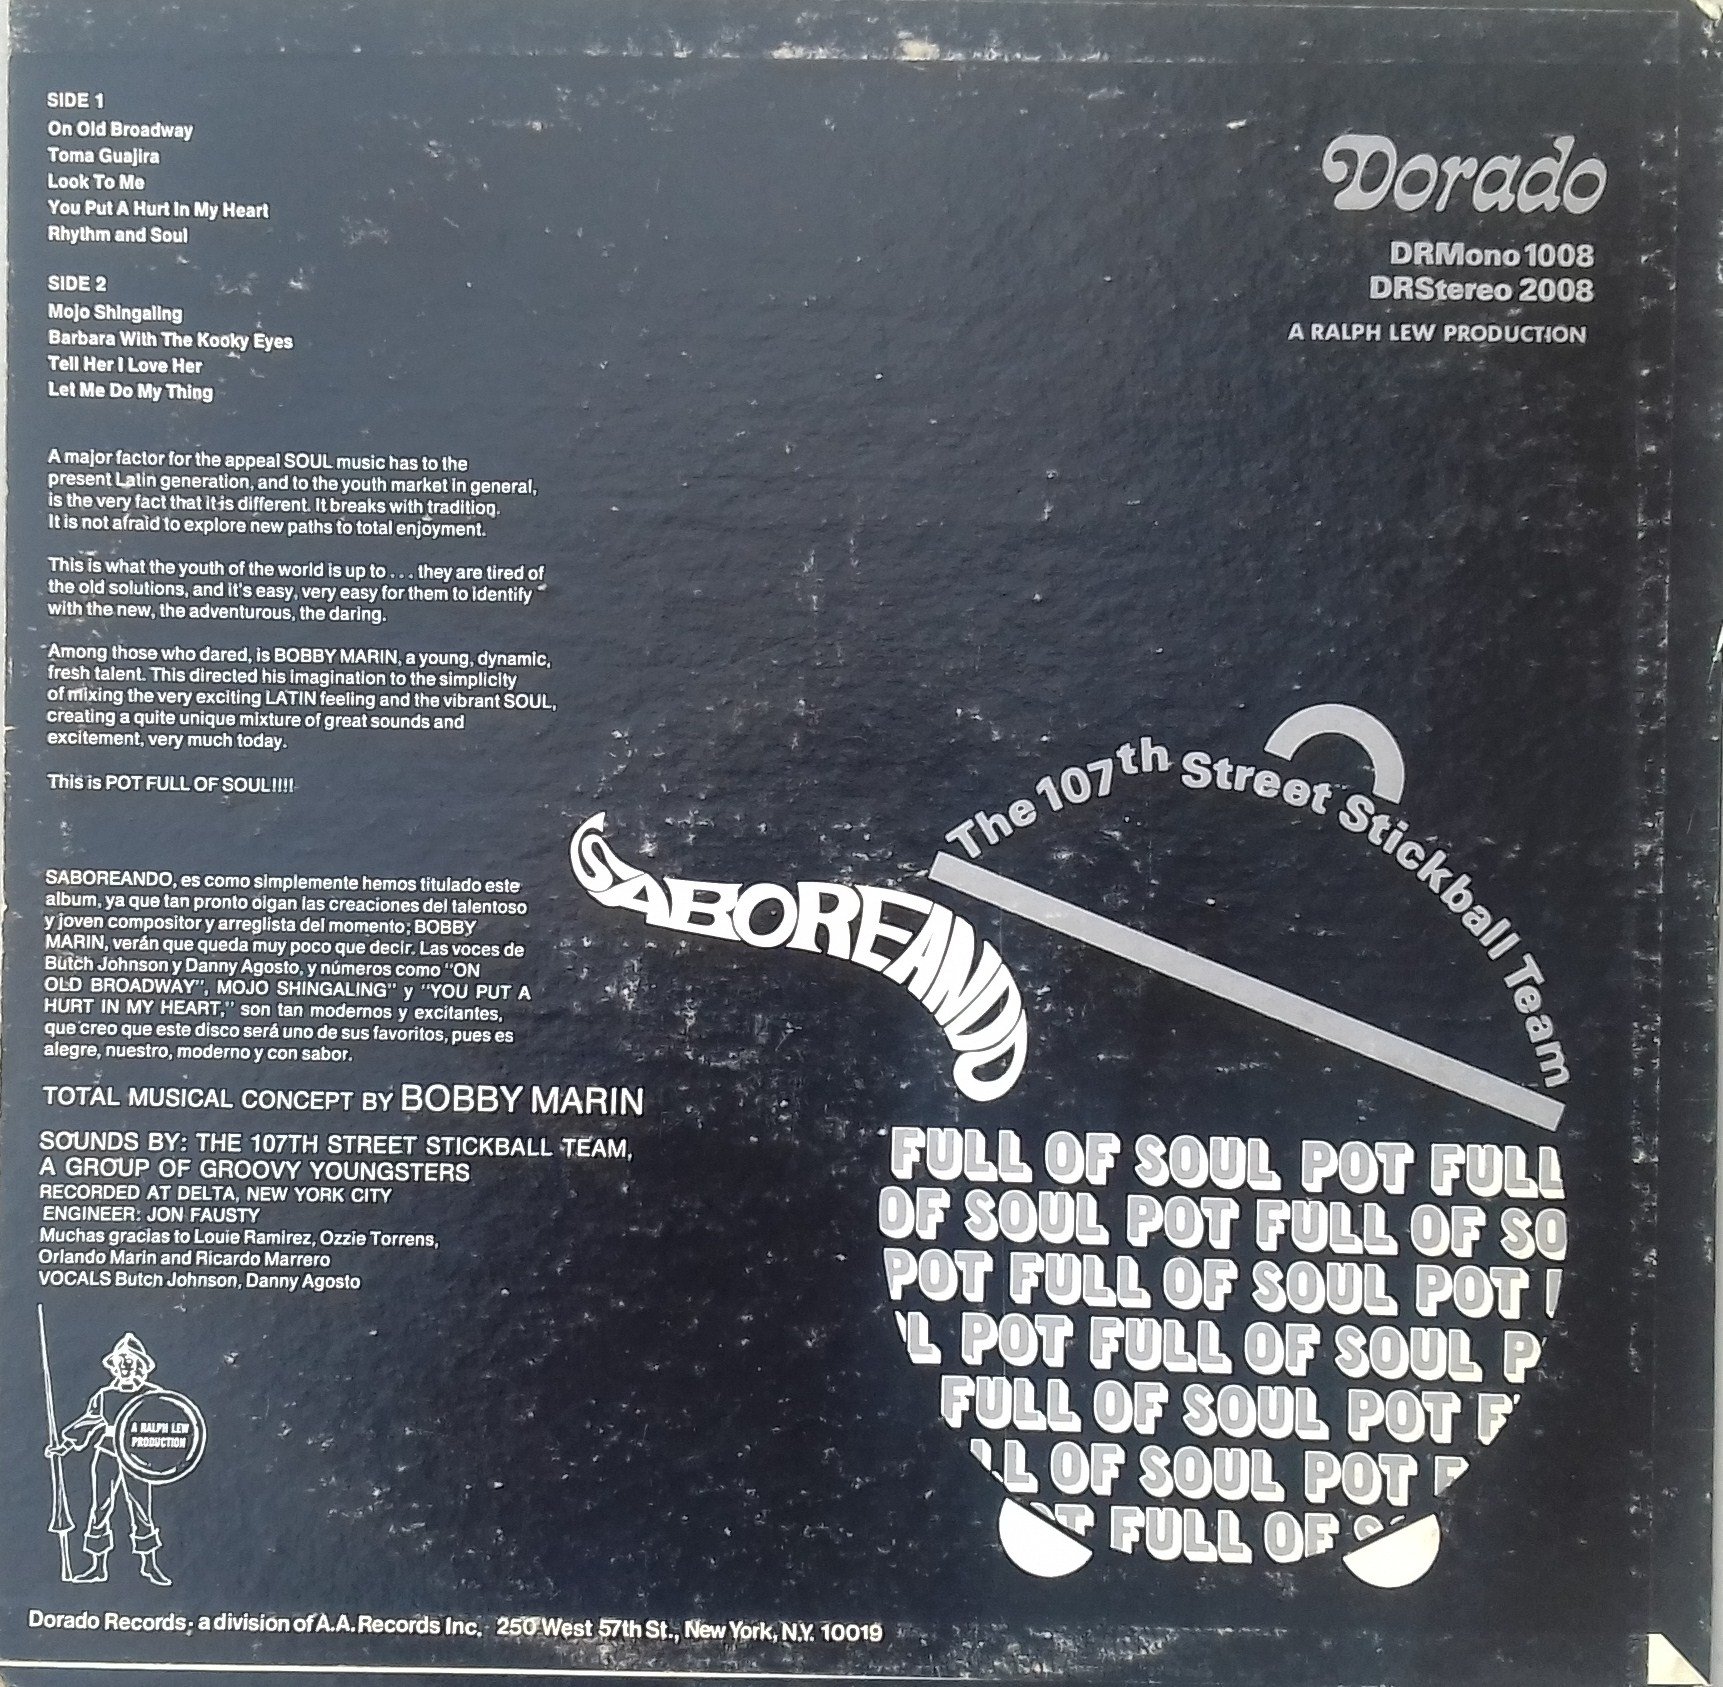 SIDE 1
On Old Broadway
Toma Guajira
Look To Me
You Put A Hurt In My Heart
Rhythm and Soul
SIDE 2
Mojo Shingaling
Barbara With The Kooky Eyes
Tell Her I Love Her
Let Me Do My Thing
A major factor for the appeal SOUL music has to the
present Latin generation, and to the youth market in general,
is the very fact that it is different. It breaks with tradition.
It is not afraid to explore new paths to total enjoyment.
This is what the youth of the world is up to . . . they are tired of
the old solutions, and it's easy, very easy for them to identify
with the new, the adventurous, the daring.
Among those who dared, is BOBBY MARIN, a young, dynamic,
fresh talent. This directed his imagination to the simplicity
of mixing the very exciting LATIN feeling and the vibrant SOUL,
creating a quite unique mixture of great sounds and
excitement, very much today.
This is POT FULL OF SOUL!!!!
SABOREANDO, es como simplemente hemos titulado este
album, ya que tan pronto oigan las creaciones del talentoso
y joven compositor y arreglista del momento; BOBBY
MARIN, verán que queda muy poco que decir. Las voces de
Butch Johnson y Danny Agosto, y números como "ON
OLD BROADWAY", MOJO SHINGALING" y "YOU PUT A
HURT IN MY HEART," son tan modernos y excitantes,
que creo que este disco será uno de sus favoritos, pues es
alegre, nuestro, moderno y con sabor.
TOTAL MUSICAL CONCEPT BY BOBBY MARIN
SOUNDS BY: THE 107TH STREET STICKBALL TEAM,
A GROUP OF GROOVY YOUNGSTERS
RECORDED AT DELTA, NEW YORK CITY
ENGINEER: JON FAUSTY
Muchas gracias to Louie Ramirez, Ozzie Torrens,
Orlando Marin and Ricardo Marrero
VOCALS Butch Johnson, Danny Agosto
A RALPH LEW
PRODUCTION
Dorado Records, a division of A.A. Records Inc. 250 West 57th St., New York, N.Y. 10019
Dorado
DRMono 1008
DRStereo 2008
A RALPH LEW PRODUCTION
The 107th Street Stickball Team
SABOREANDO
FULL OF SOUL POT FULL
OF SOUL POT FULL OF SO
POT FULL OF SOUL POT F
L POT FULL OF SOUL P
FULL OF SOUL POT F
LL OF SOUL POT F
T FULL OF S